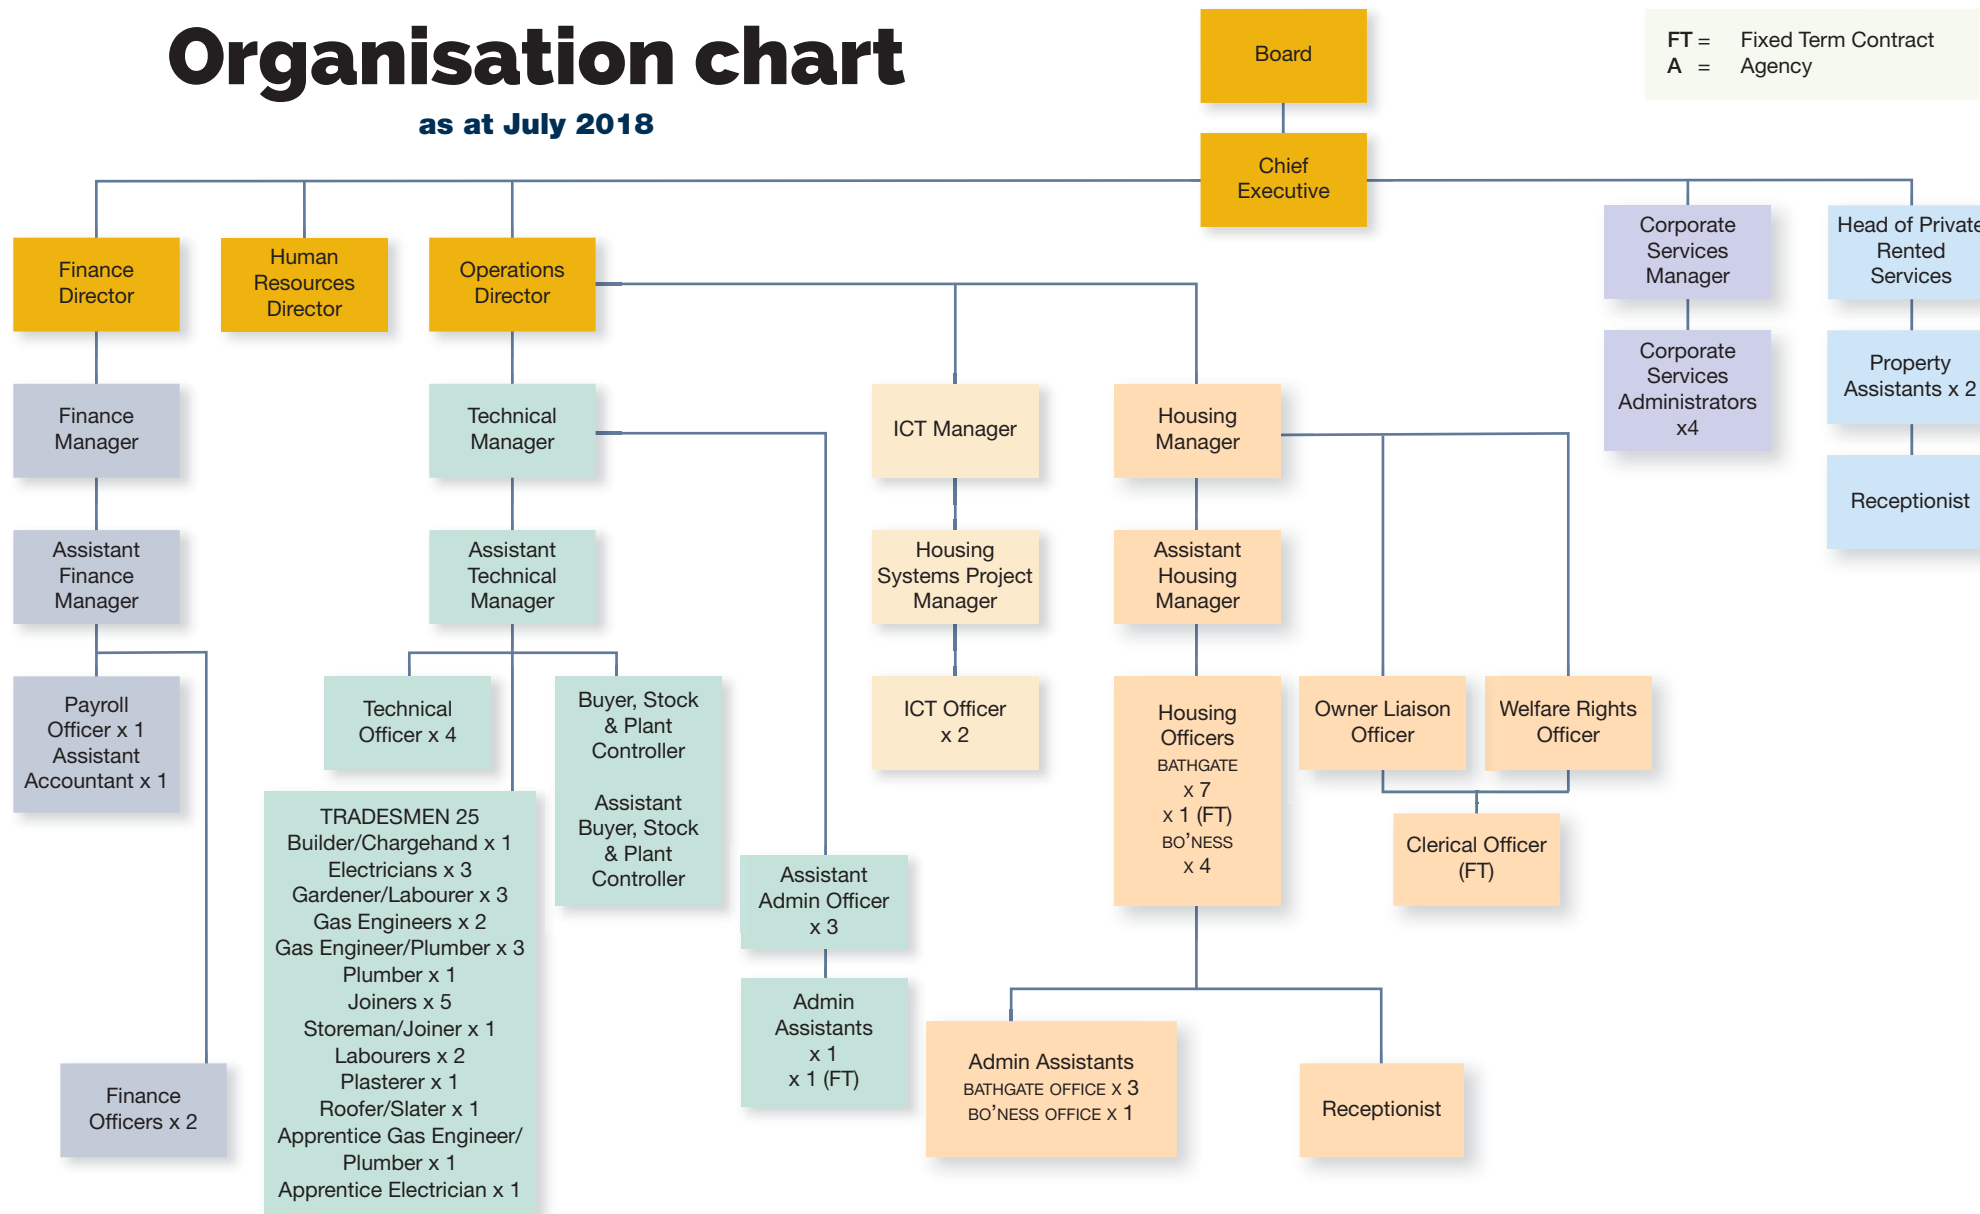 Organisation chart
as at July 2018
FT = Fixed Term Contract
A = Agency
Board
Chief
Executive
Finance
Director
Human
Resources
Director
Operations
Director
Corporate
Services
Manager
Head of Private
Rented
Services
Corporate
Services
Administrators
x4
Property
Assistants x 2
Receptionist
Finance
Manager
Technical
Manager
ICT Manager
Housing
Manager
Assistant
Finance
Manager
Assistant
Technical
Manager
Housing
Systems Project
Manager
Assistant
Housing
Manager
Payroll
Officer x 1
Assistant
Accountant x 1
Technical
Officer x 4
Buyer, Stock
& Plant
Controller
Assistant
Buyer, Stock
& Plant
Controller
ICT Officer
x 2
Housing
Officers
BATHGATE
x 7
x 1 (FT)
BO’NESS
x 4
Owner Liaison
Officer
Welfare Rights
Officer
Clerical Officer
(FT)
TRADESMEN 25
Builder/Chargehand x 1
Electricians x 3
Gardener/Labourer x 3
Gas Engineers x 2
Gas Engineer/Plumber x 3
Plumber x 1
Joiners x 5
Storeman/Joiner x 1
Labourers x 2
Plasterer x 1
Roofer/Slater x 1
Apprentice Gas Engineer/
Plumber x 1
Apprentice Electrician x 1
Assistant
Admin Officer
x 3
Admin
Assistants
x 1
x 1 (FT)
Finance
Officers x 2
Admin Assistants
BATHGATE OFFICE X 3
BO’NESS OFFICE X 1
Receptionist